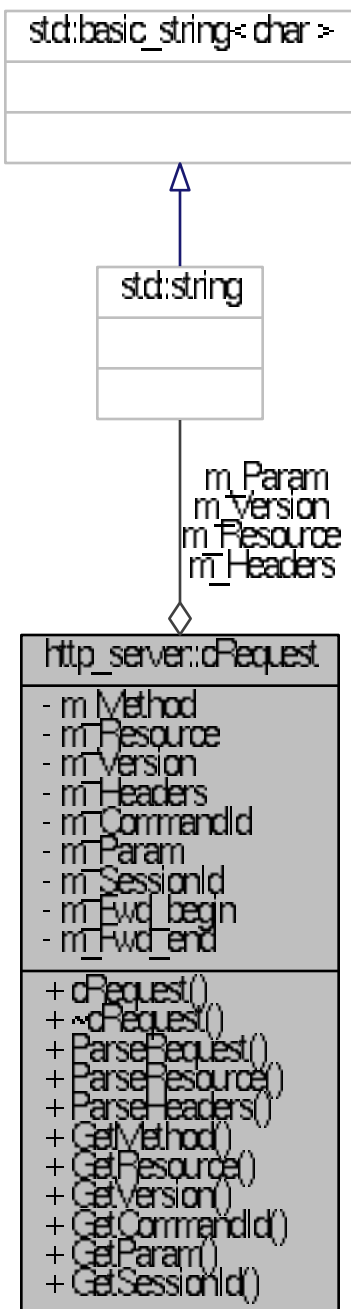 std::basic_string< char >
std::string
m_Param
m_Version
m_Resource
m_Headers
http_server::cRequest
- m_Method
- m_Resource
- m_Version
- m_Headers
- m_CommandId
- m_Param
- m_SessionId
- m_Fwd_begin
- m_Fwd_end
+ cRequest()
+ ~cRequest()
+ ParseRequest()
+ ParseResource()
+ ParseHeaders()
+ GetMethod()
+ GetResource()
+ GetVersion()
+ GetCommandId()
+ GetParam()
+ GetSessionId()